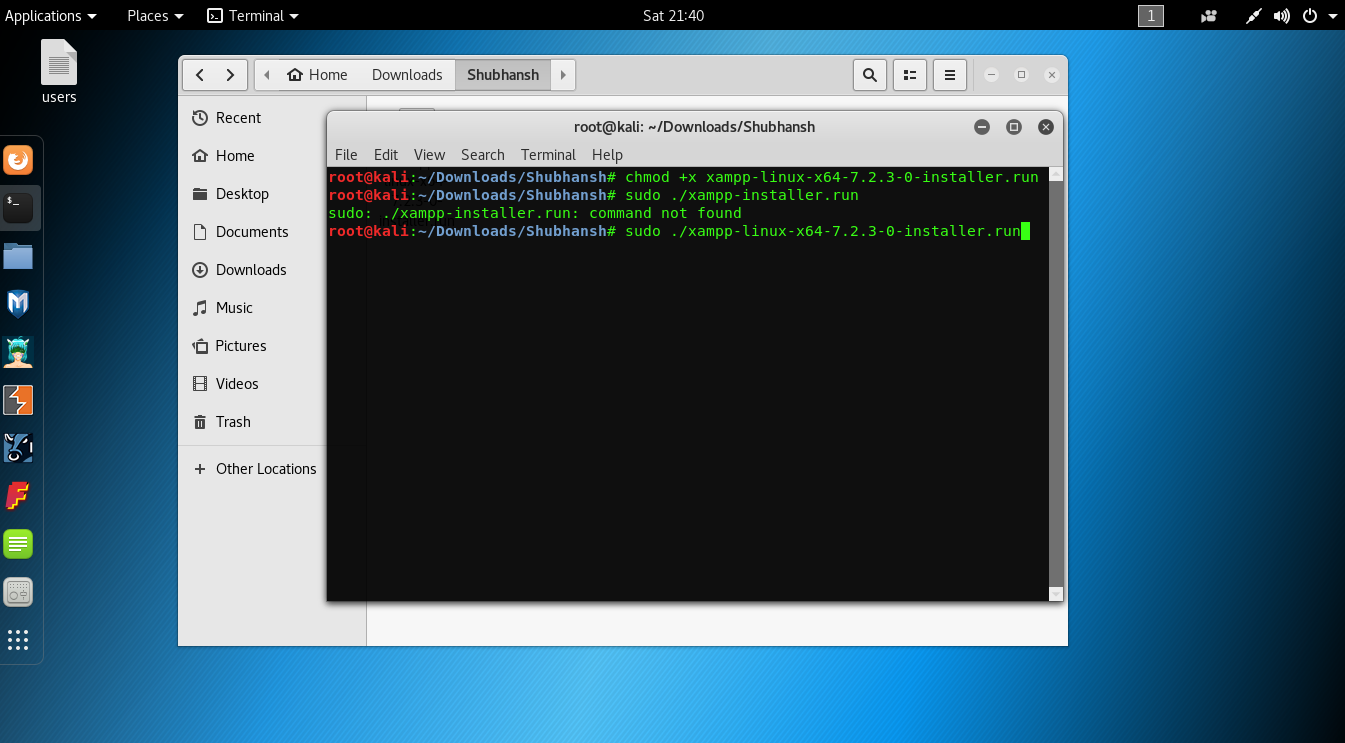 Applications Places Terminal Sat 21:40 1
users
Home Downloads Shubhansh
Recent
Home
Desktop
Documents
Downloads
Music
Pictures
Videos
Trash
Other Locations
root@kali: ~/Downloads/Shubhansh
File Edit View Search Terminal Help
root@kali:~/Downloads/Shubhansh# chmod +x xampp-linux-x64-7.2.3-0-installer.run
root@kali:~/Downloads/Shubhansh# sudo ./xampp-installer.run
sudo: ./xampp-installer.run: command not found
root@kali:~/Downloads/Shubhansh# sudo ./xampp-linux-x64-7.2.3-0-installer.run